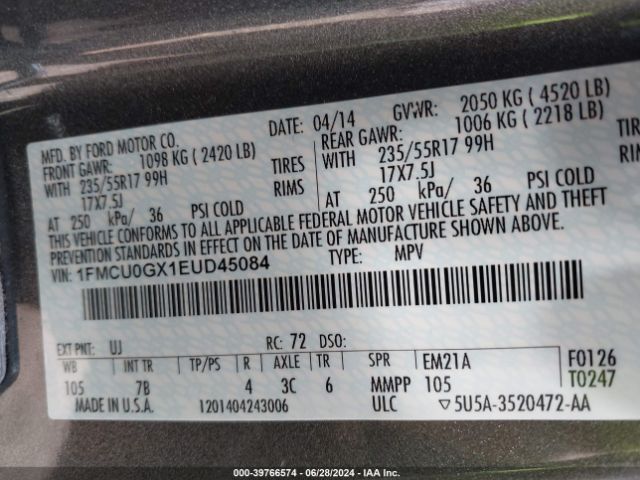 MFD. BY FORD MOTOR CO.
DATE: 04/14 GVWR: 2050 KG ( 4520 LB)
FRONT GAWR: 1098 KG ( 2420 LB) REAR GAWR: 1006 KG ( 2218 LB)
WITH 235/55R17 99H TIRES WITH 235/55R17 99H TIRES
17X7.5J RIMS 17X7.5J RIMS
AT 250 kPa/ 36 PSI COLD AT 250 kPa/ 36 PSI COLD
THIS VEHICLE CONFORMS TO ALL APPLICABLE FEDERAL MOTOR VEHICLE SAFETY AND THEFT
PREVENTION STANDARDS IN EFFECT ON THE DATE OF MANUFACTURE SHOWN ABOVE.
VIN: 1FMCU0GX1EUD45084 TYPE: MPV
EXT PNT: UJ RC: 72 DSO:
WB INT TR TP/PS R AXLE TR SPR EM21A F0126
105 7B 4 3C 6 MMPP 105 T0247
MADE IN U.S.A. 1201404243006 ULC ▽5U5A-3520472-AA
000-39766574 | 06/28/2024 | IAA Inc.